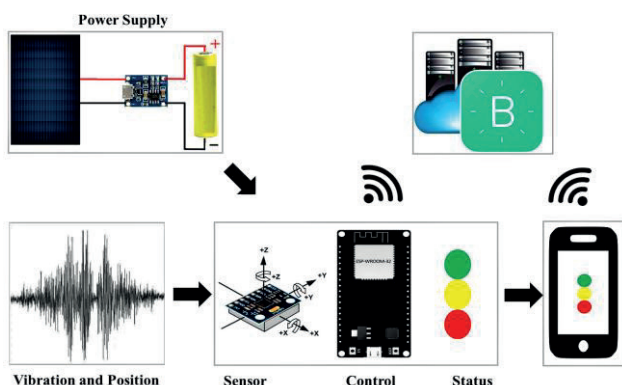 Power Supply
+
−
B
ESP-WROOM-32
+Z
+Z
+Y
+Y
+X
+X
Vibration and Position
Sensor
Control
Status